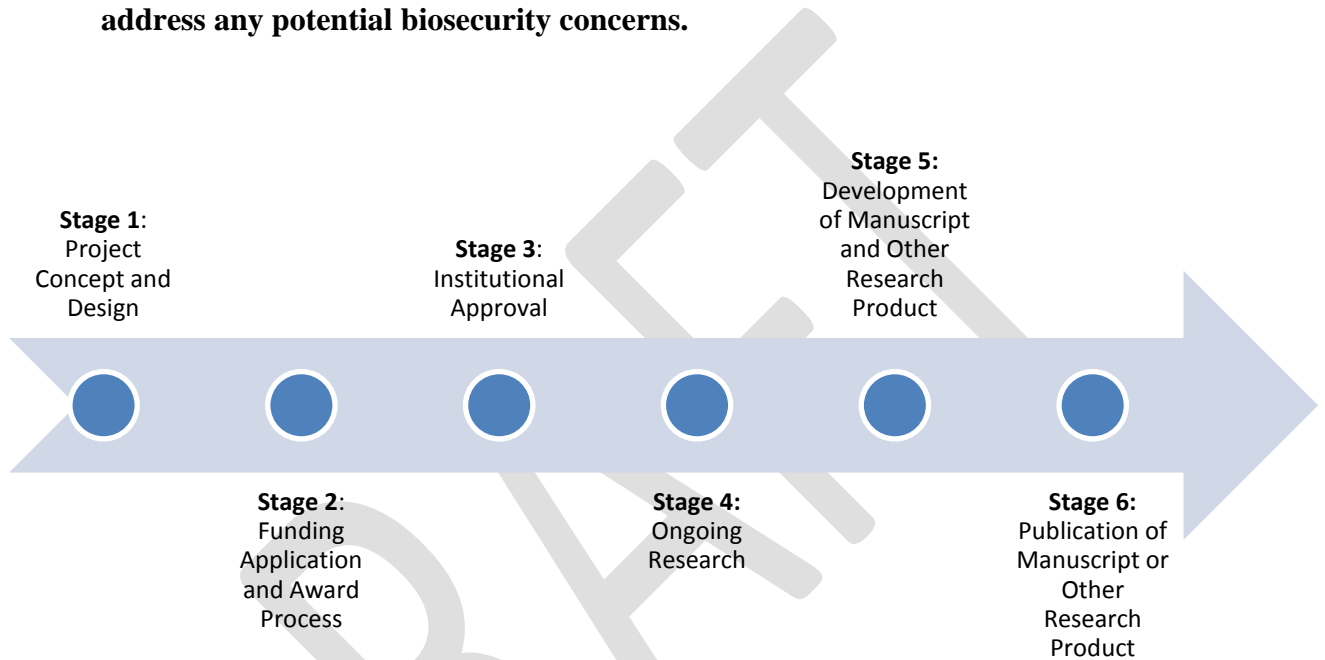 address any potential biosecurity concerns.
Stage 1:
Project
Concept and
Design
Stage 2:
Funding
Application
and Award
Process
Stage 3:
Institutional
Approval
Stage 4:
Ongoing
Research
Stage 5:
Development
of Manuscript
and Other
Research
Product
Stage 6:
Publication of
Manuscript or
Other
Research
Product
DRAFT